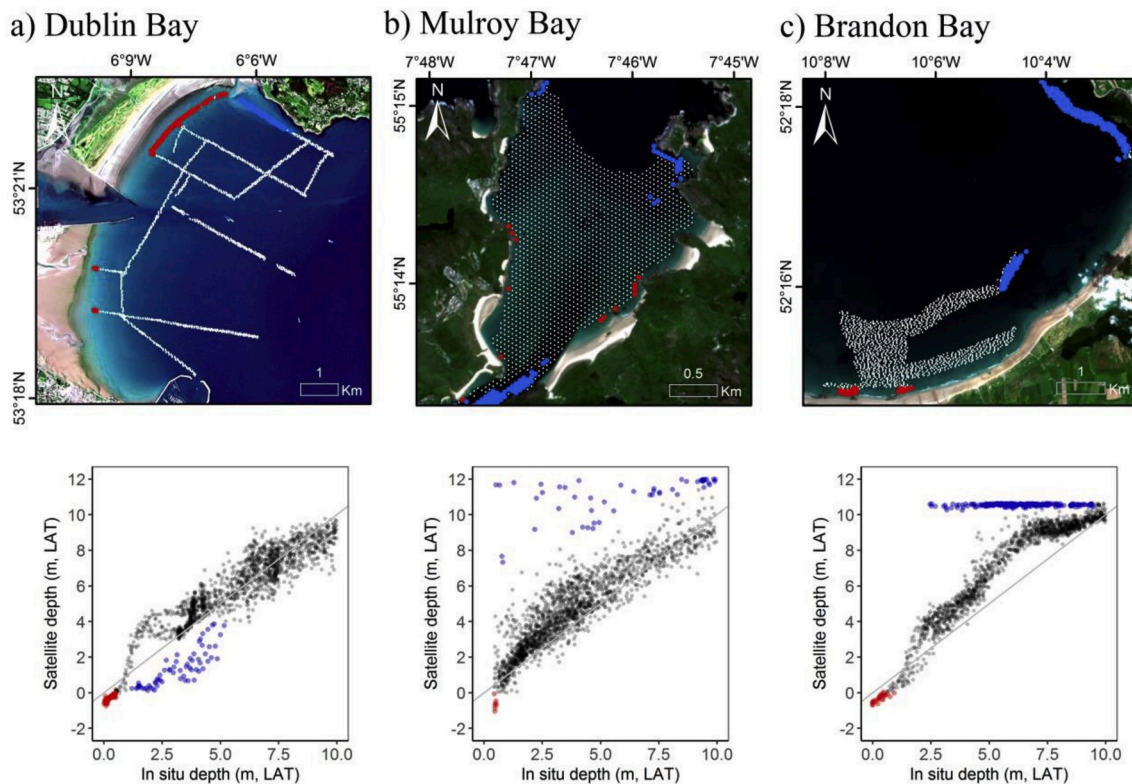 a) Dublin Bay
b) Mulroy Bay
c) Brandon Bay
6°9'W 6°6'W
7°48'W 7°47'W 7°46'W 7°45'W
10°8'W 10°6'W 10°4'W
N
N
N
53°21'N
53°18'N
55°15'N
55°14'N
52°18'N
52°16'N
1
Km
0.5
Km
1
Km
Satellite depth (m, LAT)
12
10
8
6
4
2
0
-2
0.0 2.5 5.0 7.5 10.0
In situ depth (m, LAT)
Satellite depth (m, LAT)
12
10
8
6
4
2
0
-2
0.0 2.5 5.0 7.5 10.0
In situ depth (m, LAT)
Satellite depth (m, LAT)
12
10
8
6
4
2
0
-2
0.0 2.5 5.0 7.5 10.0
In situ depth (m, LAT)